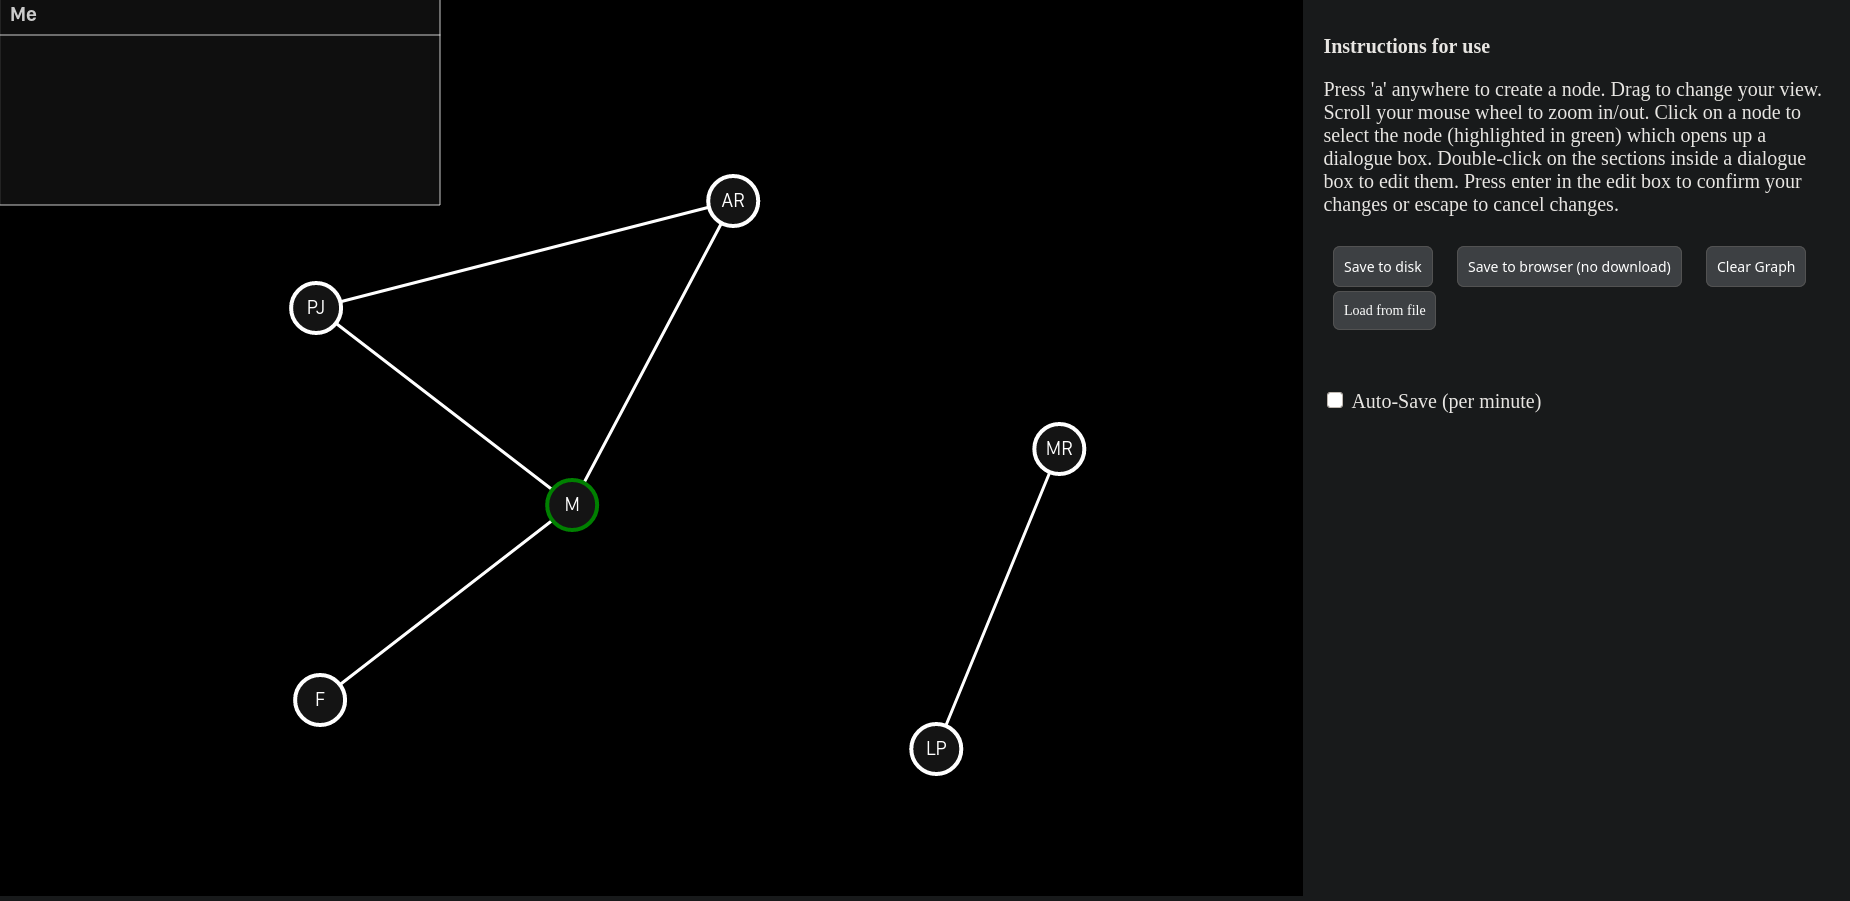 Me
AR
PJ
MR
M
F
LP
Instructions for use
Press 'a' anywhere to create a node. Drag to change your view.
Scroll your mouse wheel to zoom in/out. Click on a node to
select the node (highlighted in green) which opens up a
dialogue box. Double-click on the sections inside a dialogue
box to edit them. Press enter in the edit box to confirm your
changes or escape to cancel changes.
Save to disk
Save to browser (no download)
Clear Graph
Load from file
Auto-Save (per minute)